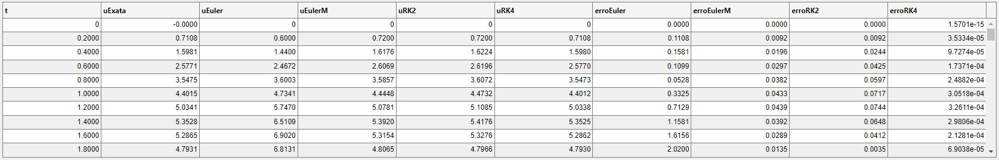 t uExata uEuler uEulerM uRK2 uRK4 erroEuler erroEulerM erroRK2 erroRK4
0 -0.0000 0 0 0 0 0.0000 0.0000 0.0000 1.5701e-15
0.2000 0.7108 0.6000 0.7200 0.7200 0.7108 0.1108 0.0092 0.0092 3.5334e-05
0.4000 1.5981 1.4400 1.6176 1.6224 1.5980 0.1581 0.0196 0.0244 9.7274e-05
0.6000 2.5771 2.4672 2.6069 2.6196 2.5770 0.1099 0.0297 0.0425 1.7371e-04
0.8000 3.5475 3.6003 3.5857 3.6072 3.5473 0.0528 0.0382 0.0597 2.4882e-04
1.0000 4.4015 4.7341 4.4448 4.4732 4.4012 0.3325 0.0433 0.0717 3.0518e-04
1.2000 5.0341 5.7470 5.0781 5.1085 5.0338 0.7129 0.0439 0.0744 3.2611e-04
1.4000 5.3528 6.5109 5.3920 5.4176 5.3525 1.1581 0.0392 0.0648 2.9806e-04
1.6000 5.2865 6.9020 5.3154 5.3276 5.2862 1.6156 0.0289 0.0412 2.1281e-04
1.8000 4.7931 6.8131 4.8065 4.7966 4.7930 2.0200 0.0135 0.0035 6.9038e-05